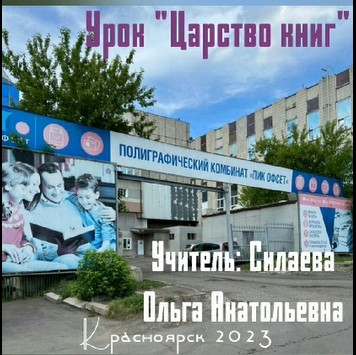 Урок "Царство книг"
ПОЛИГРАФИЧЕСКИЙ КОМБИНАТ «ПИК ОФСЕТ»
Учитель: Силаева
Ольга Анатольевна
Красноярск 2023